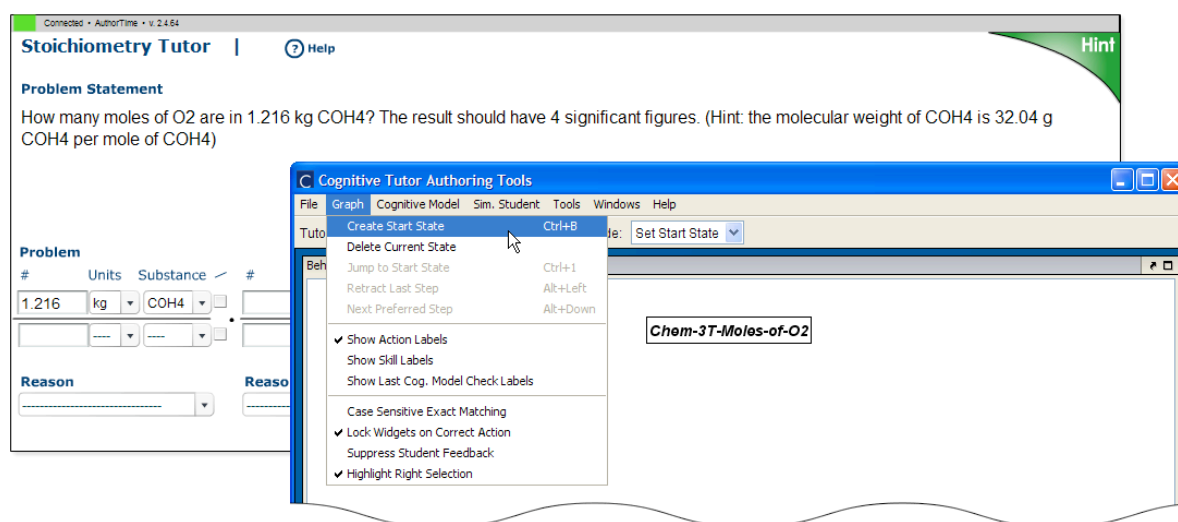 Connected • AuthorTime • v. 2.4.64
Stoichiometry Tutor | ? Help
Hint
Problem Statement
How many moles of O2 are in 1.216 kg COH4? The result should have 4 significant figures. (Hint: the molecular weight of COH4 is 32.04 g
COH4 per mole of COH4)
Problem
# Units Substance #
1.216 kg COH4
---- ----
Reason Reaso
C Cognitive Tutor Authoring Tools
File Graph Cognitive Model Sim. Student Tools Windows Help
Tuto de: Set Start State
Create Start State Ctrl+B
Delete Current State
Jump to Start State Ctrl+1
Retract Last Step Alt+Left
Next Preferred Step Alt+Down
Show Action Labels
Show Skill Labels
Show Last Cog. Model Check Labels
Case Sensitive Exact Matching
Lock Widgets on Correct Action
Suppress Student Feedback
Highlight Right Selection
Beh
Chem-3T-Moles-of-O2